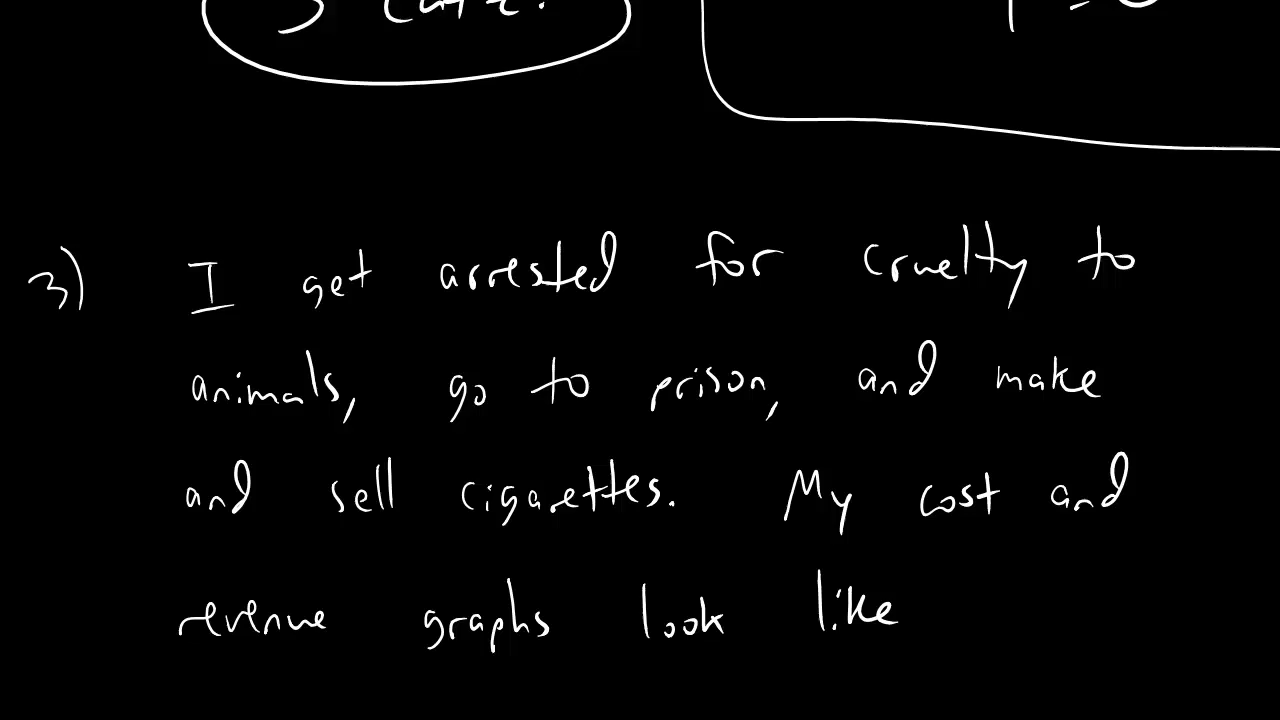 3) I get arrested for cruelty to
animals, go to prison, and make
and sell cigarettes. My cost and
revenue graphs look like